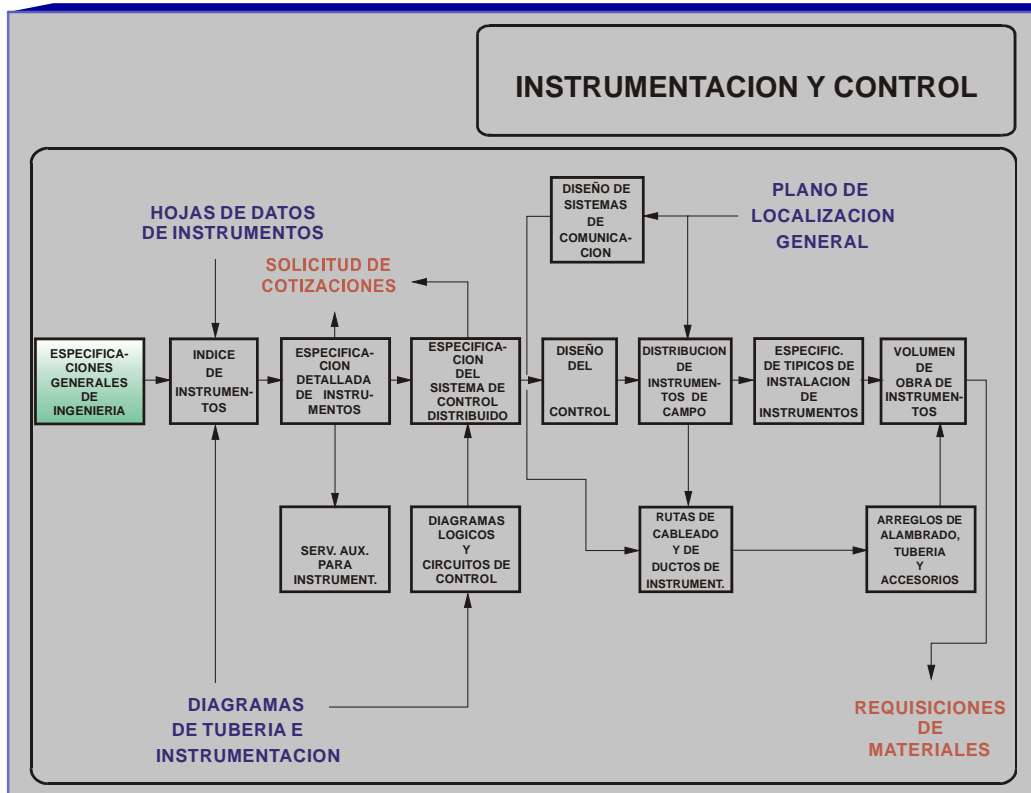 INSTRUMENTACION Y CONTROL
HOJAS DE DATOS
DE INSTRUMENTOS
SOLICITUD DE
COTIZACIONES
DISEÑO DE
SISTEMAS
DE
COMUNICA-
CION
PLANO DE
LOCALIZACION
GENERAL
ESPECIFICA-
CIONES
GENERALES
DE
INGENIERIA
INDICE
DE
INSTRUMEN-
TOS
ESPECIFICA-
CION
DETALLADA
DE INSTRU-
MENTOS
ESPECIFICA-
CION
DEL
SISTEMA DE
CONTROL
DISTRIBUIDO
DISEÑO
DEL
CONTROL
DISTRIBUCION
DE
INSTRUMEN-
TOS DE
CAMPO
ESPECIFIC.
DE TIPICOS DE
INSTALACION
DE
INSTRUMENTOS
VOLUMEN
DE
OBRA DE
INSTRUMEN-
TOS
SERV. AUX.
PARA
INSTRUMENT.
DIAGRAMAS
LOGICOS
Y
CIRCUITOS DE
CONTROL
RUTAS DE
CABLEADO
Y DE
DUCTOS DE
INSTRUMENT.
ARREGLOS DE
ALAMBRADO,
TUBERIA
Y
ACCESORIOS
DIAGRAMAS
DE TUBERIA E
INSTRUMENTACION
REQUISICIONES
DE
MATERIALES